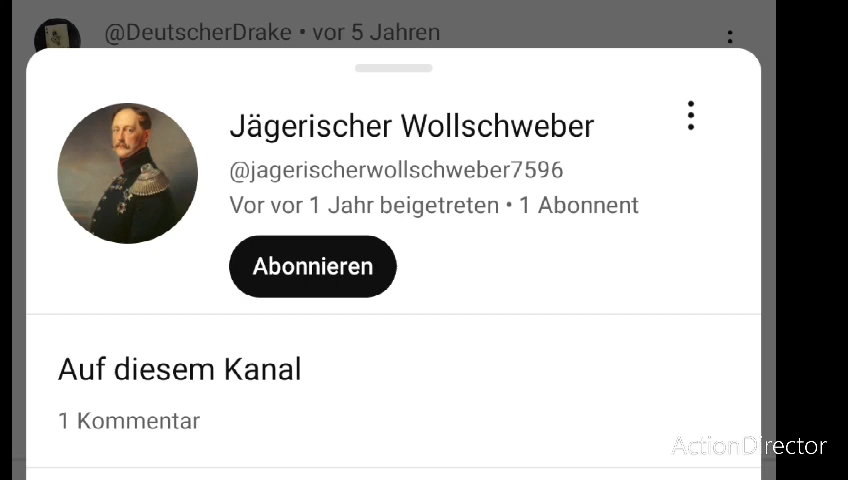 @DeutscherDrake • vor 5 Jahren
Jägerischer Wollschweber
@jagerischerwollschweber7596
Vor vor 1 Jahr beigetreten • 1 Abonnent
Abonnieren
Auf diesem Kanal
1 Kommentar
ActionDirector